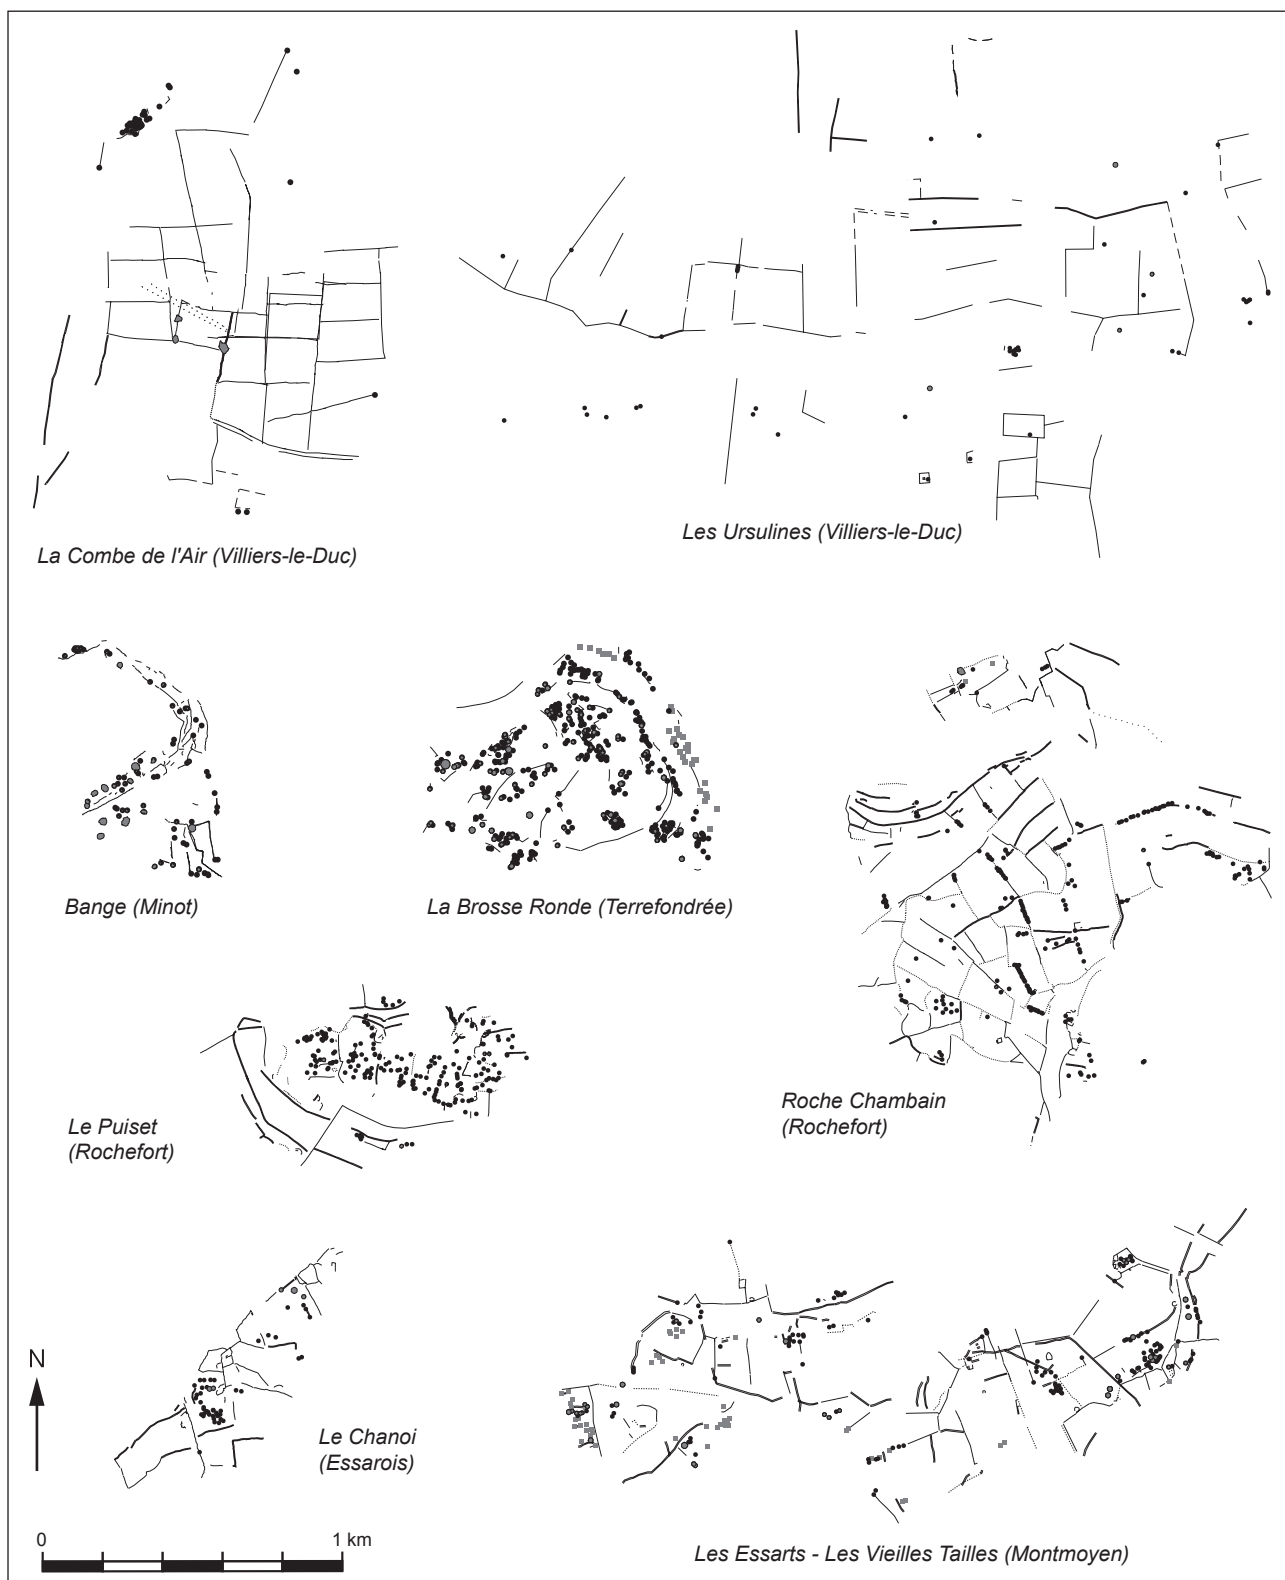 La Combe de l'Air (Villiers-le-Duc)
Les Ursulines (Villiers-le-Duc)
Bange (Minot)
La Brosse Ronde (Terrefondrée)
Le Puiset
(Rochefort)
Roche Chambain
(Rochefort)
N
Le Chanoi
(Essarois)
0
1 km
Les Essarts - Les Vieilles Tailles (Montmoyen)